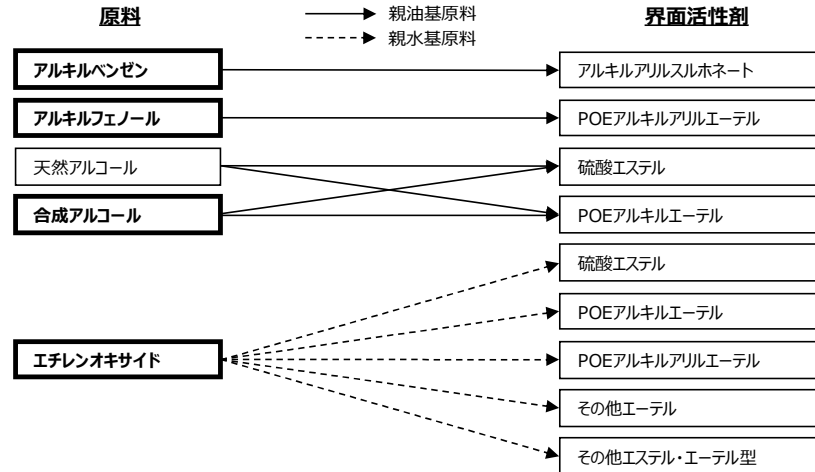 原料
親油基原料
親水基原料
界面活性剤
アルキルベンゼン
アルキルアリルスルホネート
アルキルフェノール
POEアルキルアリルエーテル
天然アルコール
硫酸エステル
合成アルコール
POEアルキルエーテル
硫酸エステル
POEアルキルエーテル
エチレンオキサイド
POEアルキルアリルエーテル
その他エーテル
その他エステル・エーテル型